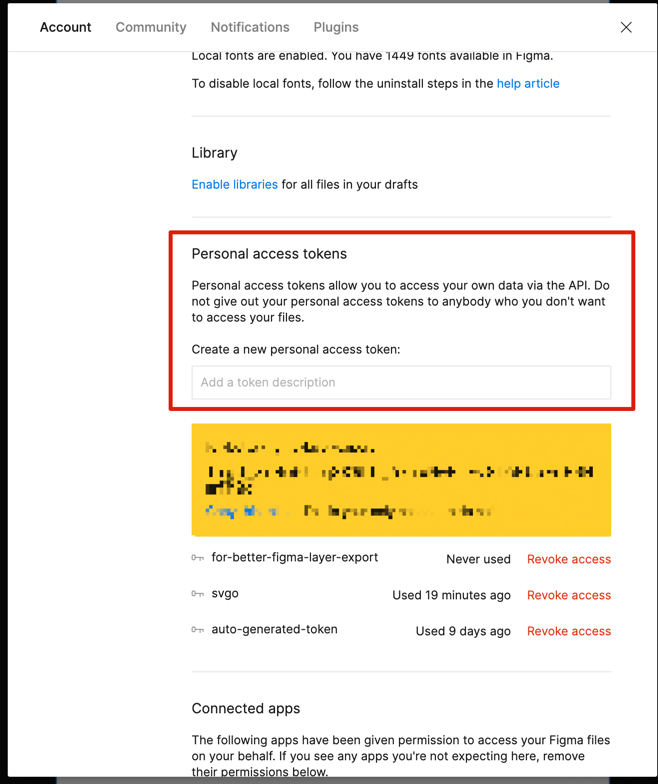 Account Community Notifications Plugins
Local fonts are enabled. You have 1449 fonts available in Figma.
To disable local fonts, follow the uninstall steps in the help article
Library
Enable libraries for all files in your drafts
Personal access tokens
Personal access tokens allow you to access your own data via the API. Do
not give out your personal access tokens to anybody who you don't want
to access your files.
Create a new personal access token:
Add a token description
for-better-figma-layer-export Never used Revoke access
svgo Used 19 minutes ago Revoke access
auto-generated-token Used 9 days ago Revoke access
Connected apps
The following apps have been given permission to access your Figma files
on your behalf. If you see any apps you're not expecting here, remove
their permissions below.